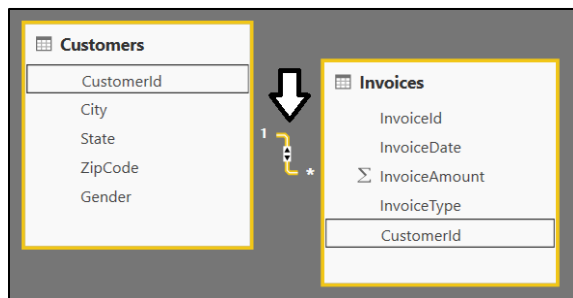 Customers
CustomerId
City
State
ZipCode
Gender
1
*
Invoices
InvoiceId
InvoiceDate
∑ InvoiceAmount
InvoiceType
CustomerId